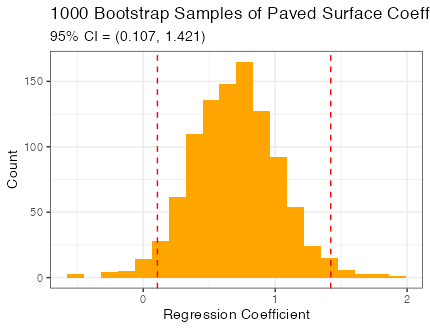 1000 Bootstrap Samples of Paved Surface Coeff
95% CI = (0.107, 1.421)
150
100
50
0
Count
0 1 2
Regression Coefficient